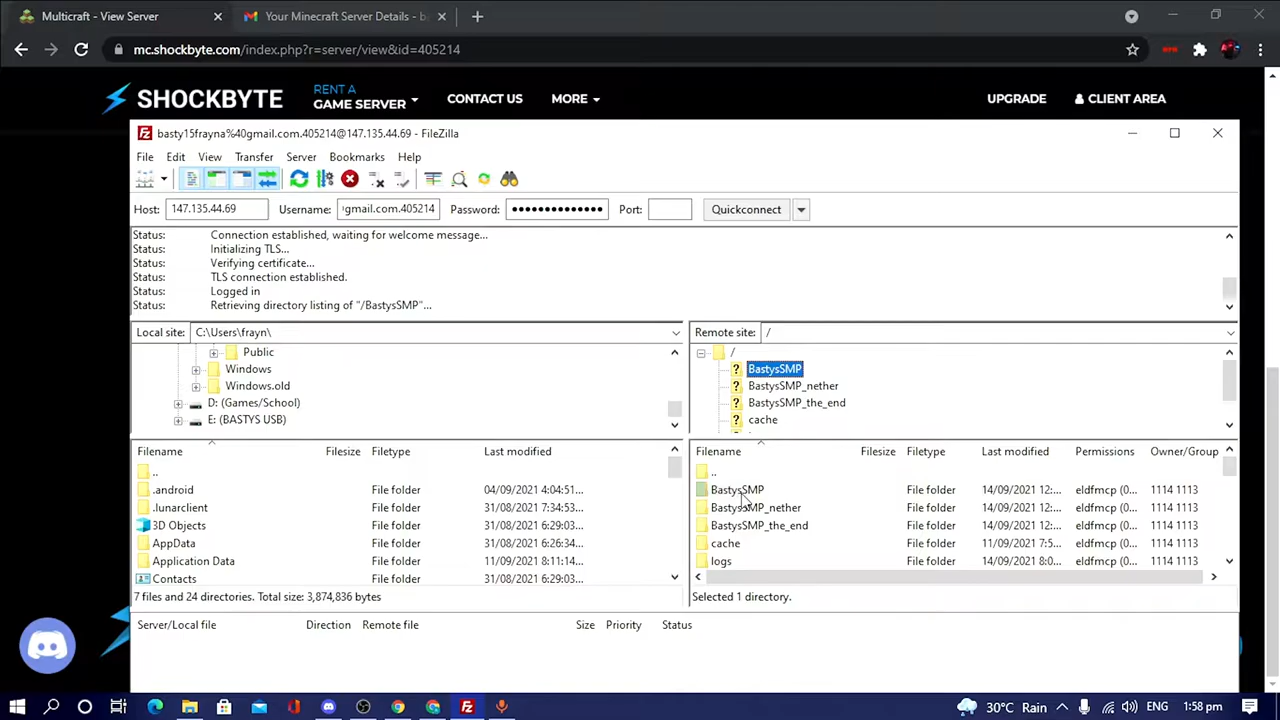 Multicraft - View Server
Your Minecraft Server Details - b
mc.shockbyte.com/index.php?r=server/view&id=405214
SHOCKBYTE
RENT A
GAME SERVER
CONTACT US
MORE
UPGRADE
CLIENT AREA
basty15frayna%40gmail.com.405214@147.135.44.69 - FileZilla
File Edit View Transfer Server Bookmarks Help
Host: 147.135.44.69 Username: gmail.com.405214 Password: ●●●●●●●●●●●●●● Port: Quickconnect
Status: Connection established, waiting for welcome message...
Status: Initializing TLS...
Status: Verifying certificate...
Status: TLS connection established.
Status: Logged in
Status: Retrieving directory listing of "/BastysSMP"...
Local site: C:\Users\frayn\
Public
Windows
Windows.old
D: (Games/School)
E: (BASTYS USB)
Remote site: /
/
BastysSMP
BastysSMP_nether
BastysSMP_the_end
cache
Filename Filesize Filetype Last modified
..
.android File folder 04/09/2021 4:04:51...
.lunarclient File folder 31/08/2021 7:34:53...
3D Objects File folder 31/08/2021 6:29:03...
AppData File folder 31/08/2021 6:26:34...
Application Data File folder 11/09/2021 8:11:14...
Contacts File folder 31/08/2021 6:29:03...
7 files and 24 directories. Total size: 3,874,836 bytes
Filename Filesize Filetype Last modified Permissions Owner/Group
..
BastysSMP File folder 14/09/2021 12:... eldfmcp (0... 1114 1113
BastysSMP_nether File folder 14/09/2021 12:... eldfmcp (0... 1114 1113
BastysSMP_the_end File folder 14/09/2021 12:... eldfmcp (0... 1114 1113
cache File folder 11/09/2021 7:5... eldfmcp (0... 1114 1113
logs File folder 14/09/2021 8:0... eldfmcp (0... 1114 1113
Selected 1 directory.
Server/Local file Direction Remote file Size Priority Status
30°C Rain ENG 1:58 pm